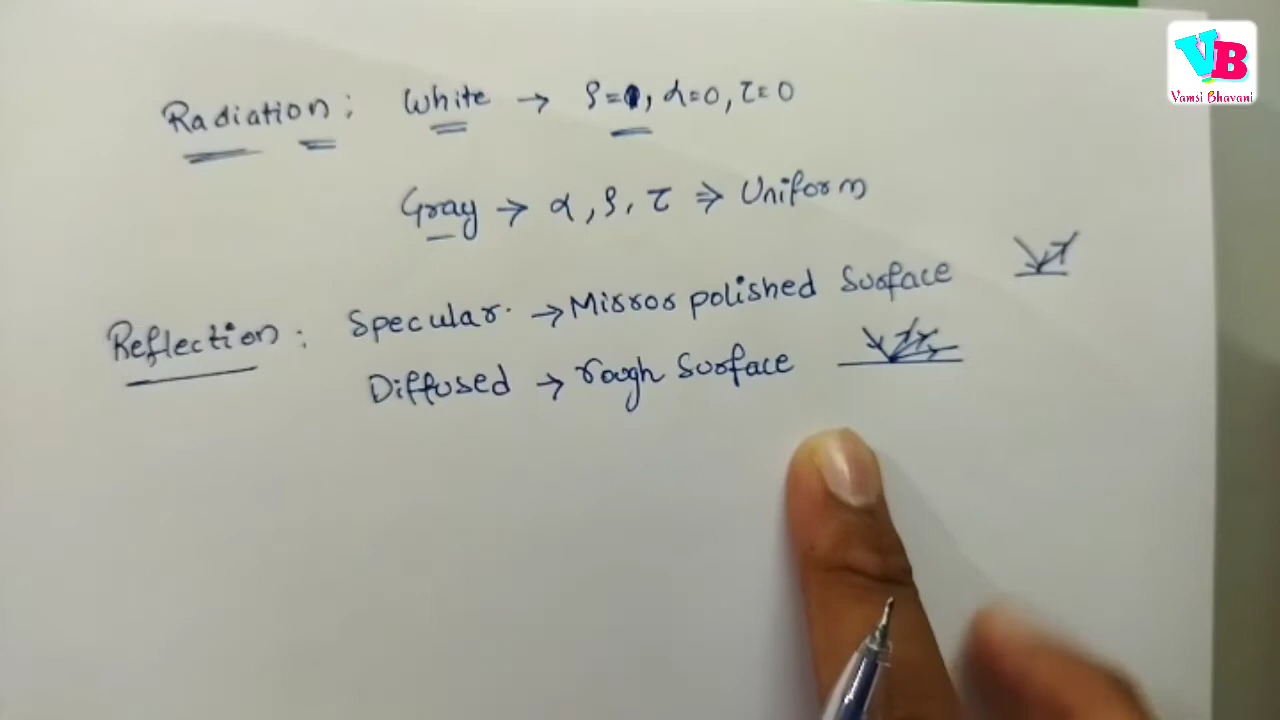 VB
Vamsi Bhavani
Radiation : White → ρ=1, α=0, τ=0
Gray → α, ρ, τ ⇒ Uniform
Reflection : Specular. → Mirror polished Surface
Diffused → rough Surface